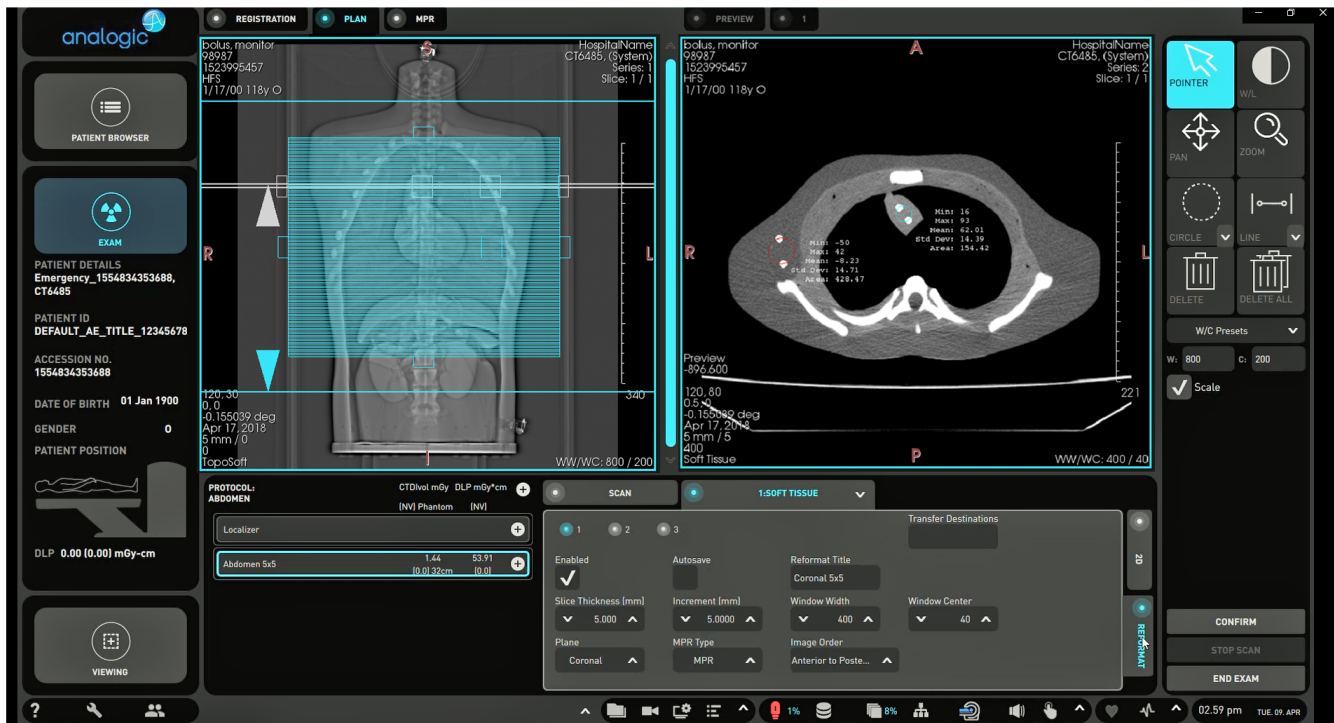 analogic
REGISTRATION
PLAN
MPR
PREVIEW
1
PATIENT BROWSER
EXAM
PATIENT DETAILS
Emergency_1554834353688,
CT6485
PATIENT ID
DEFAULT_AE_TITLE_12345678
ACCESSION NO.
1554834353688
DATE OF BIRTH 01 Jan 1900
GENDER O
PATIENT POSITION
DLP 0.00 (0.00) mGy-cm
VIEWING
bolus, monitor
98987
1523995457
HFS
1/17/00 118y O
S
HospitalName
CT6485, (System)
Series: 1
Slice: 1 / 1
R
L
340
120, 30
0, 0
-0.155039 deg
Apr 17, 2018
5 mm / 0
0
TopoSoft
I
WW/WC: 800 / 200
bolus, monitor
98987
1523995457
HFS
1/17/00 118y O
A
HospitalName
CT6485, (System)
Series: 2
Slice: 1 / 1
Min: 16
Max: 93
Mean: 62.01
Std Dev: 14.39
Area: 154.42
Min: -50
Max: 42
Mean: -8.23
Std Dev: 14.71
Area: 428.47
R
L
Preview
-896.600
221
120, 80
0.5, 0
-0.155039 deg
Apr 17, 2018
5 mm / 5
400
Soft Tissue
P
WW/WC: 400 / 40
POINTER
W/L
PAN
ZOOM
CIRCLE
LINE
DELETE
DELETE ALL
W/C Presets
W: 800 C: 200
Scale
CONFIRM
STOP SCAN
END EXAM
PROTOCOL:
ABDOMEN
CTDIvol mGy DLP mGy*cm
(NV) Phantom (NV)
Localizer
Abdomen 5x5
1.44 53.91
(0.0) 32cm (0.0)
SCAN
1:SOFT TISSUE
1 2 3
Transfer Destinations
Enabled
Autosave
Reformat Title
Coronal 5x5
Slice Thickness (mm)
Increment (mm)
Window Width
Window Center
5.000
5.0000
400
40
Plane
MPR Type
Image Order
Coronal
MPR
Anterior to Poste...
2D
REFORMAT
?
1%
8%
02.59 pm TUE. 09. APR